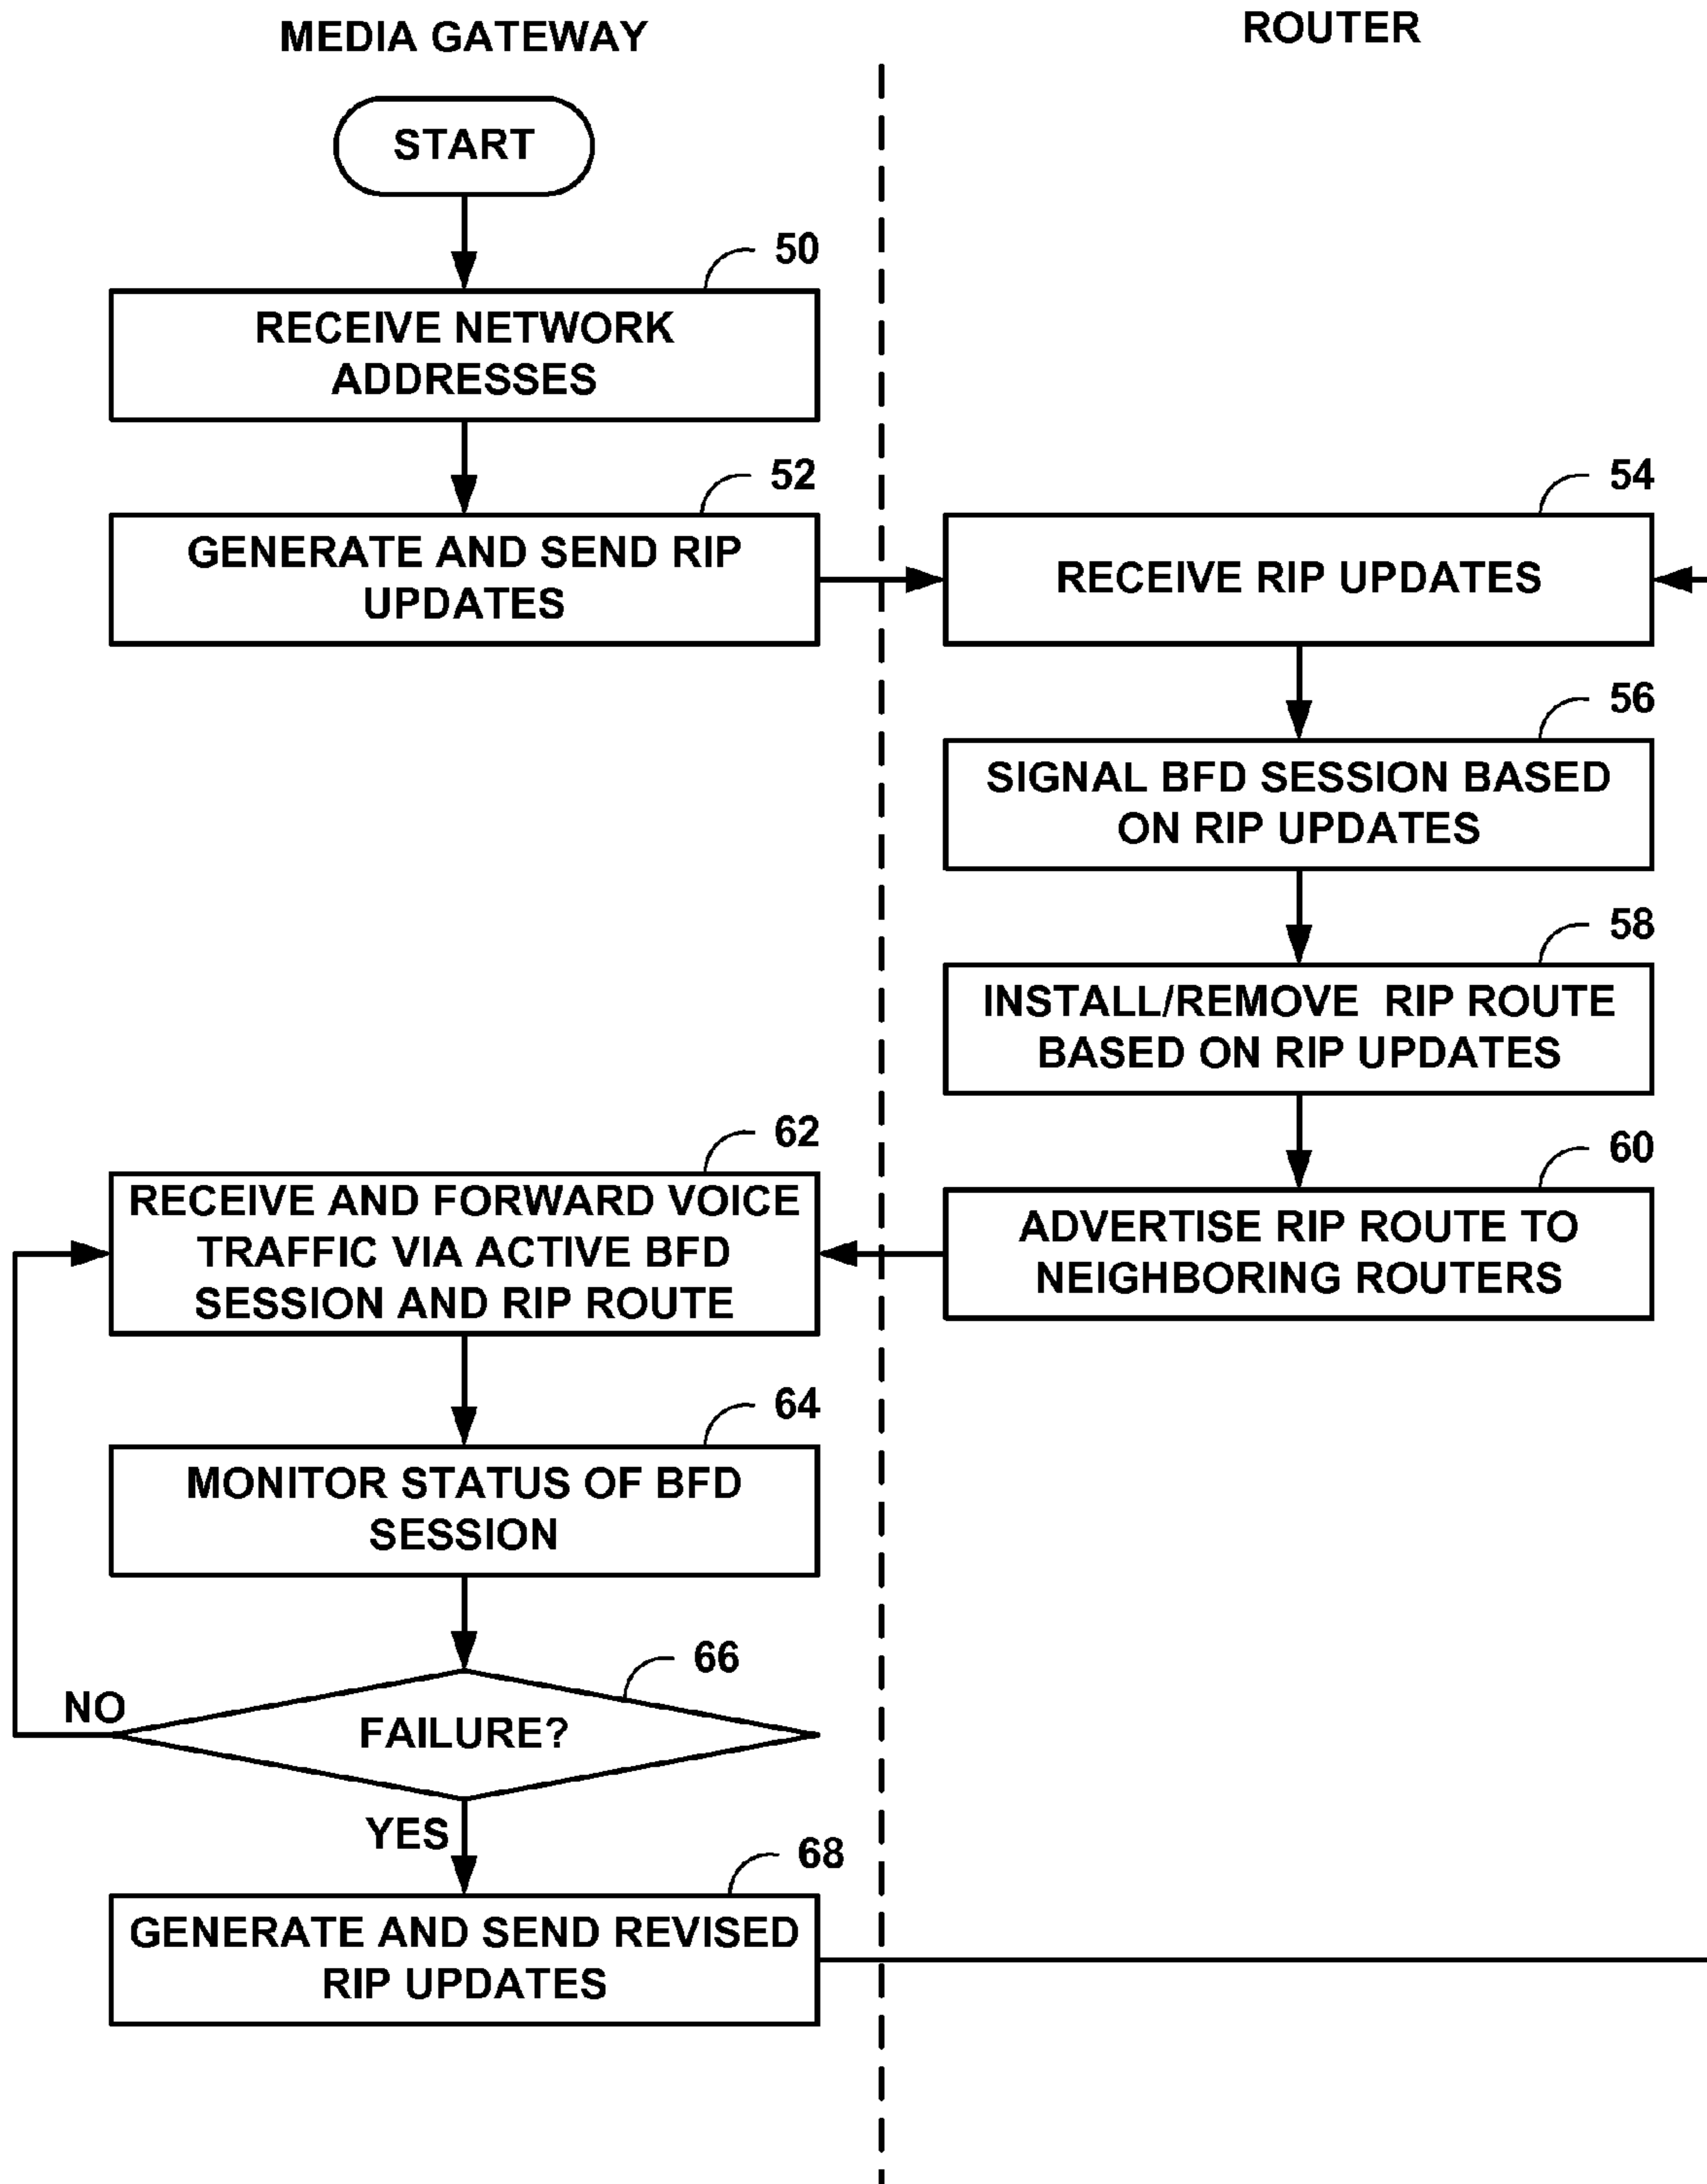 MEDIA GATEWAY
ROUTER
START
50
RECEIVE NETWORK
ADDRESSES
52
GENERATE AND SEND RIP
UPDATES
54
RECEIVE RIP UPDATES
56
SIGNAL BFD SESSION BASED
ON RIP UPDATES
58
INSTALL/REMOVE RIP ROUTE
BASED ON RIP UPDATES
60
ADVERTISE RIP ROUTE TO
NEIGHBORING ROUTERS
62
RECEIVE AND FORWARD VOICE
TRAFFIC VIA ACTIVE BFD
SESSION AND RIP ROUTE
64
MONITOR STATUS OF BFD
SESSION
66
FAILURE?
NO
YES
68
GENERATE AND SEND REVISED
RIP UPDATES